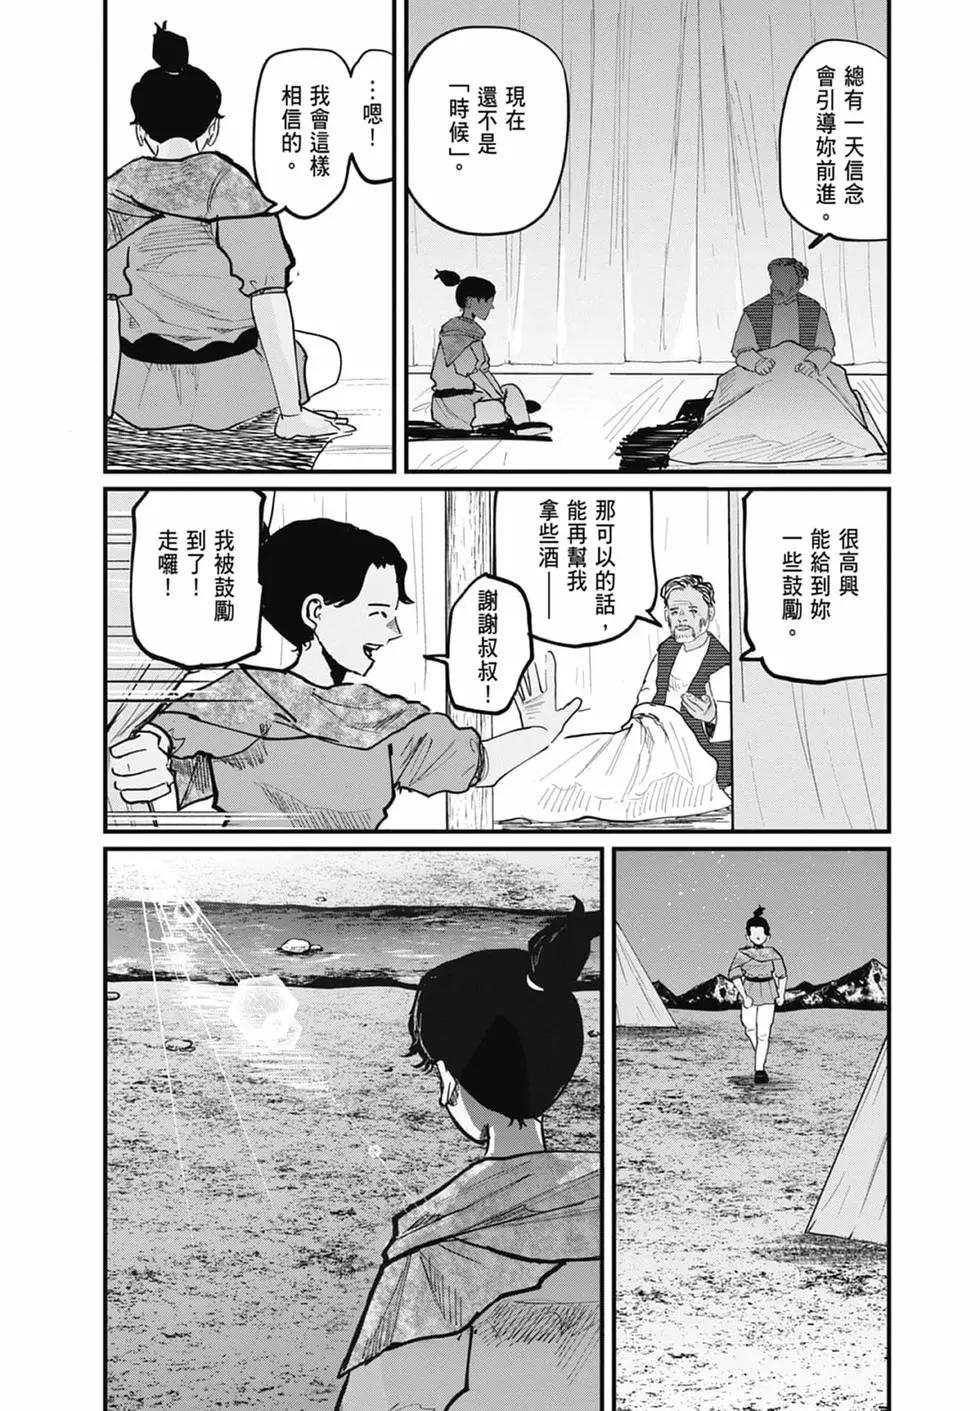 總有一天信念
會引導妳前進。
現在
還不是
「時候」。
…嗯！
我會這樣
相信的。
很高興
能給到妳
一些鼓勵。
那可以的話，
能再幫我
拿些酒——
謝謝叔叔！
我被鼓勵
到了！
走囉！